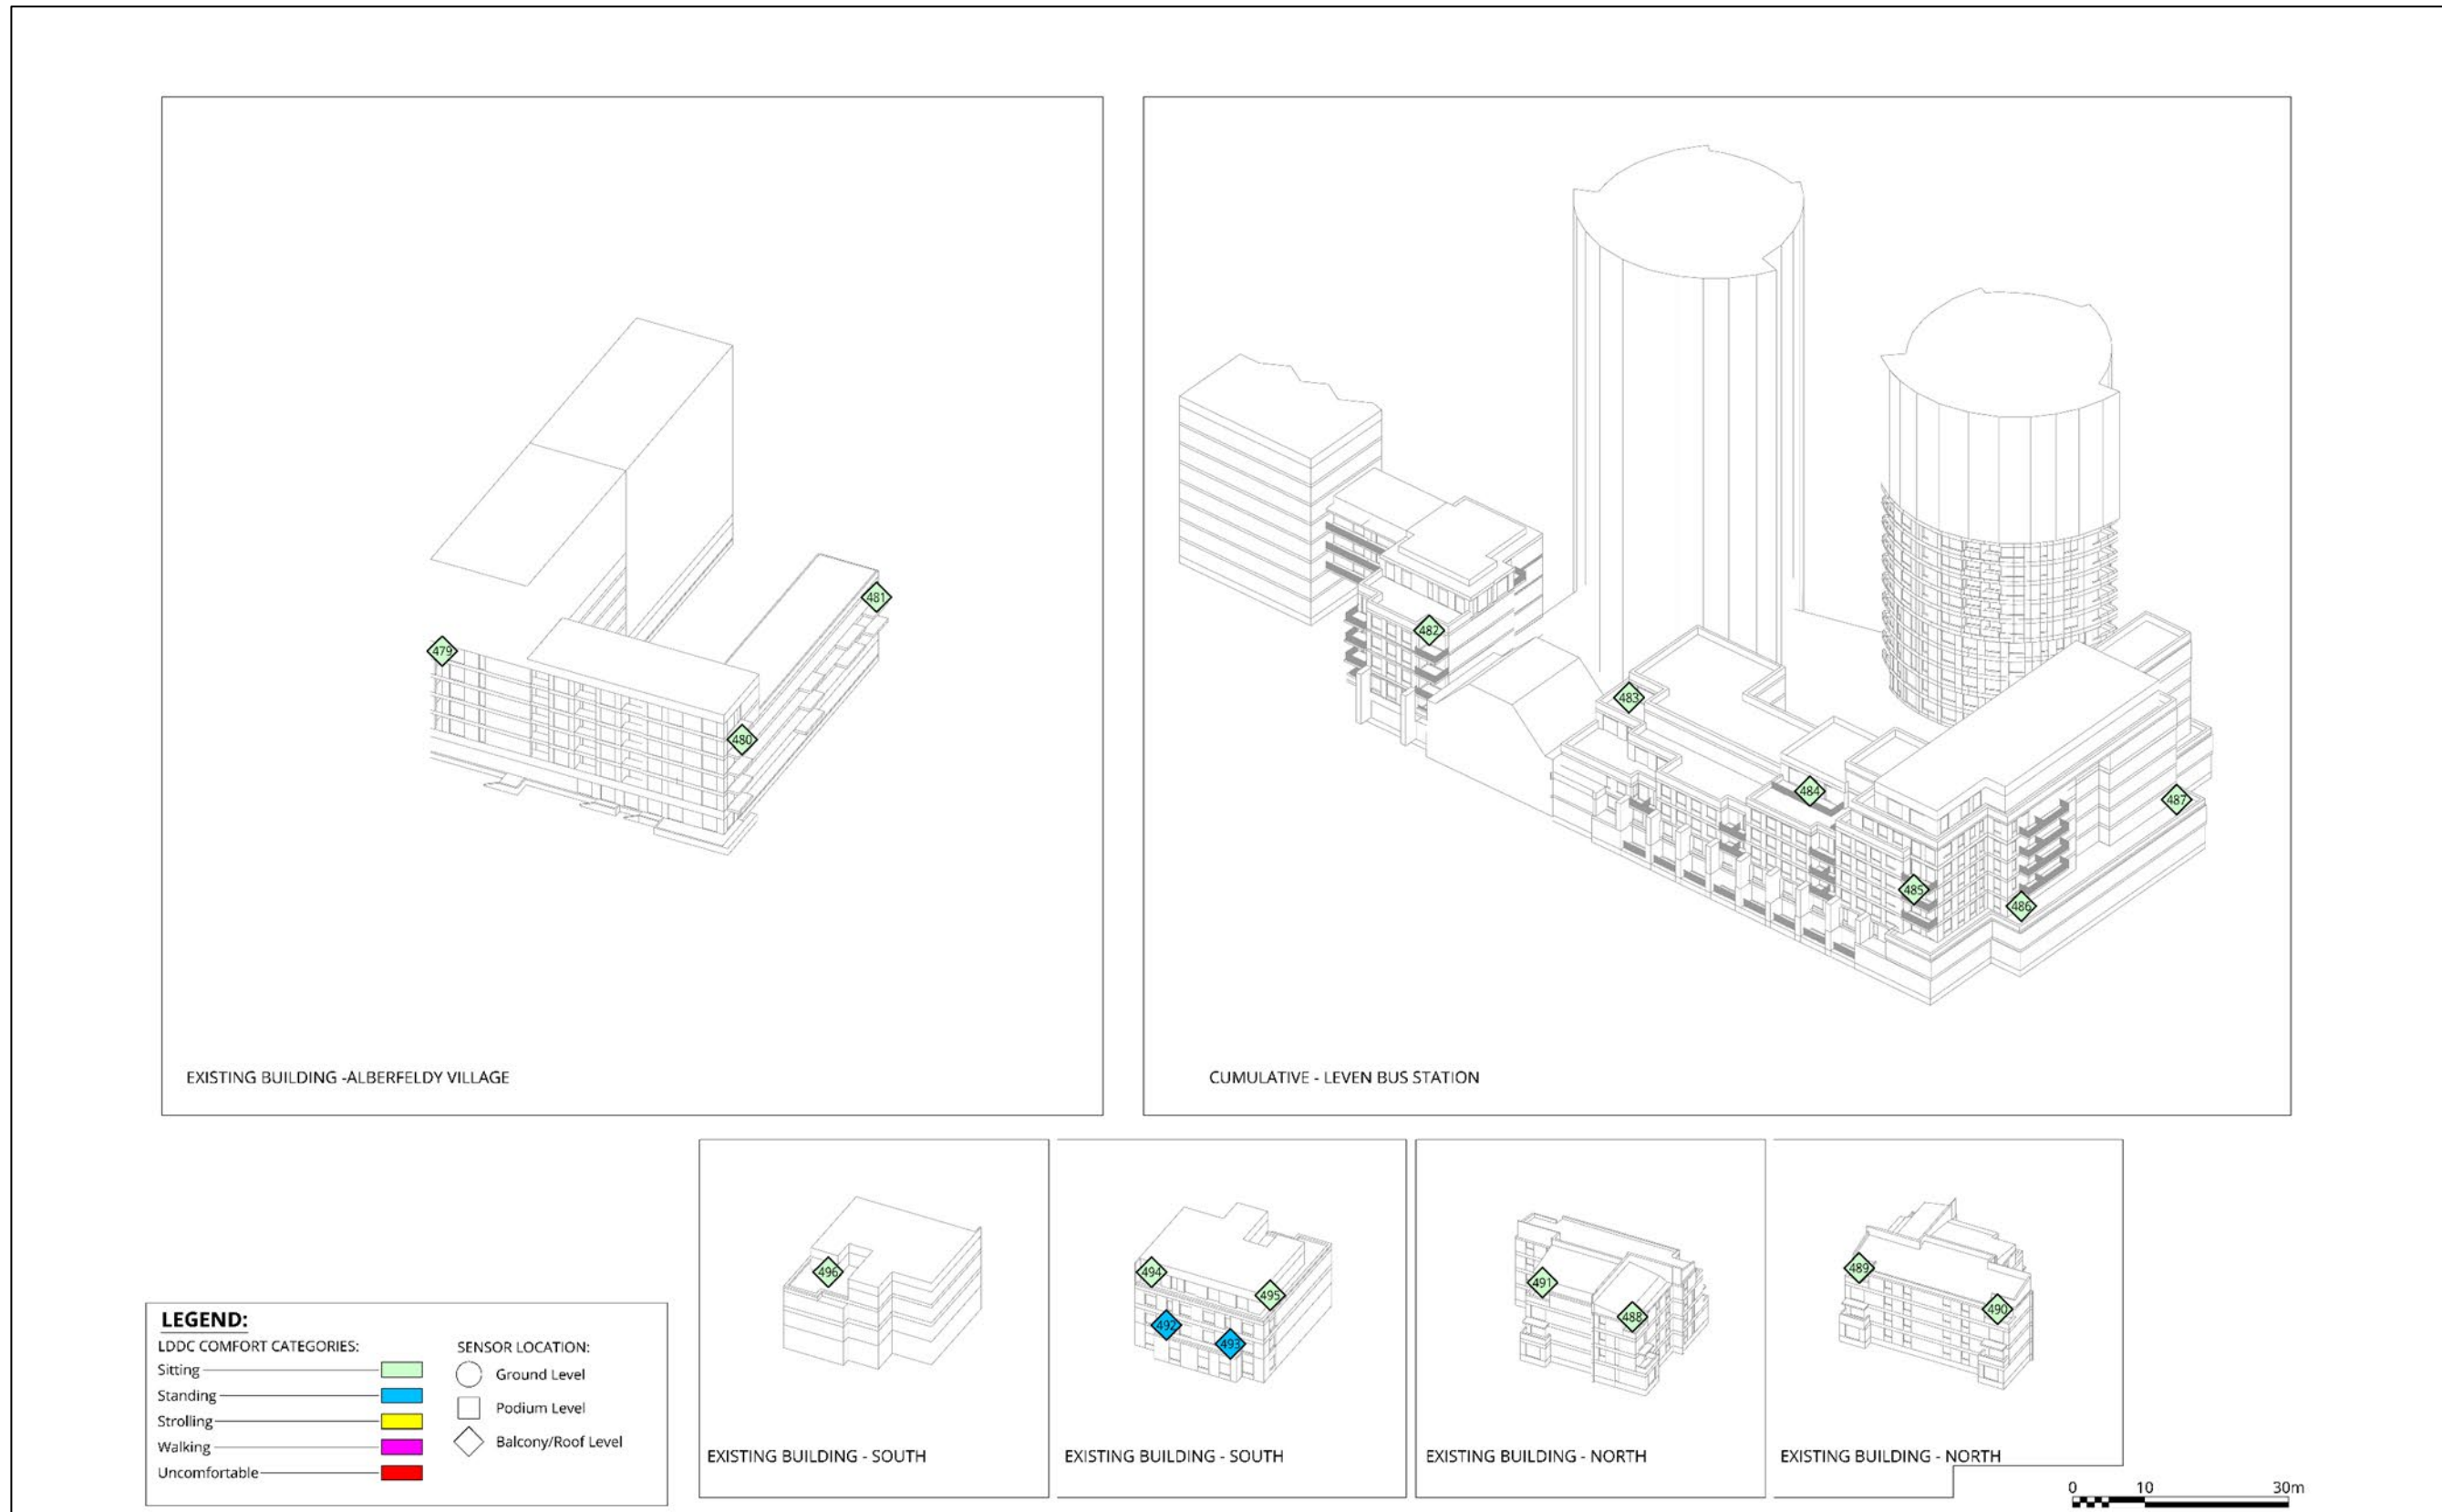 481
479
480
EXISTING BUILDING -ALBERFELDY VILLAGE
482
483
484
487
485
486
CUMULATIVE - LEVEN BUS STATION
496
EXISTING BUILDING - SOUTH
494
495
492
493
EXISTING BUILDING - SOUTH
491
488
EXISTING BUILDING - NORTH
489
490
EXISTING BUILDING - NORTH
LEGEND:
LDDC COMFORT CATEGORIES:
Sitting
Standing
Strolling
Walking
Uncomfortable
SENSOR LOCATION:
Ground Level
Podium Level
Balcony/Roof Level
0 10 30m